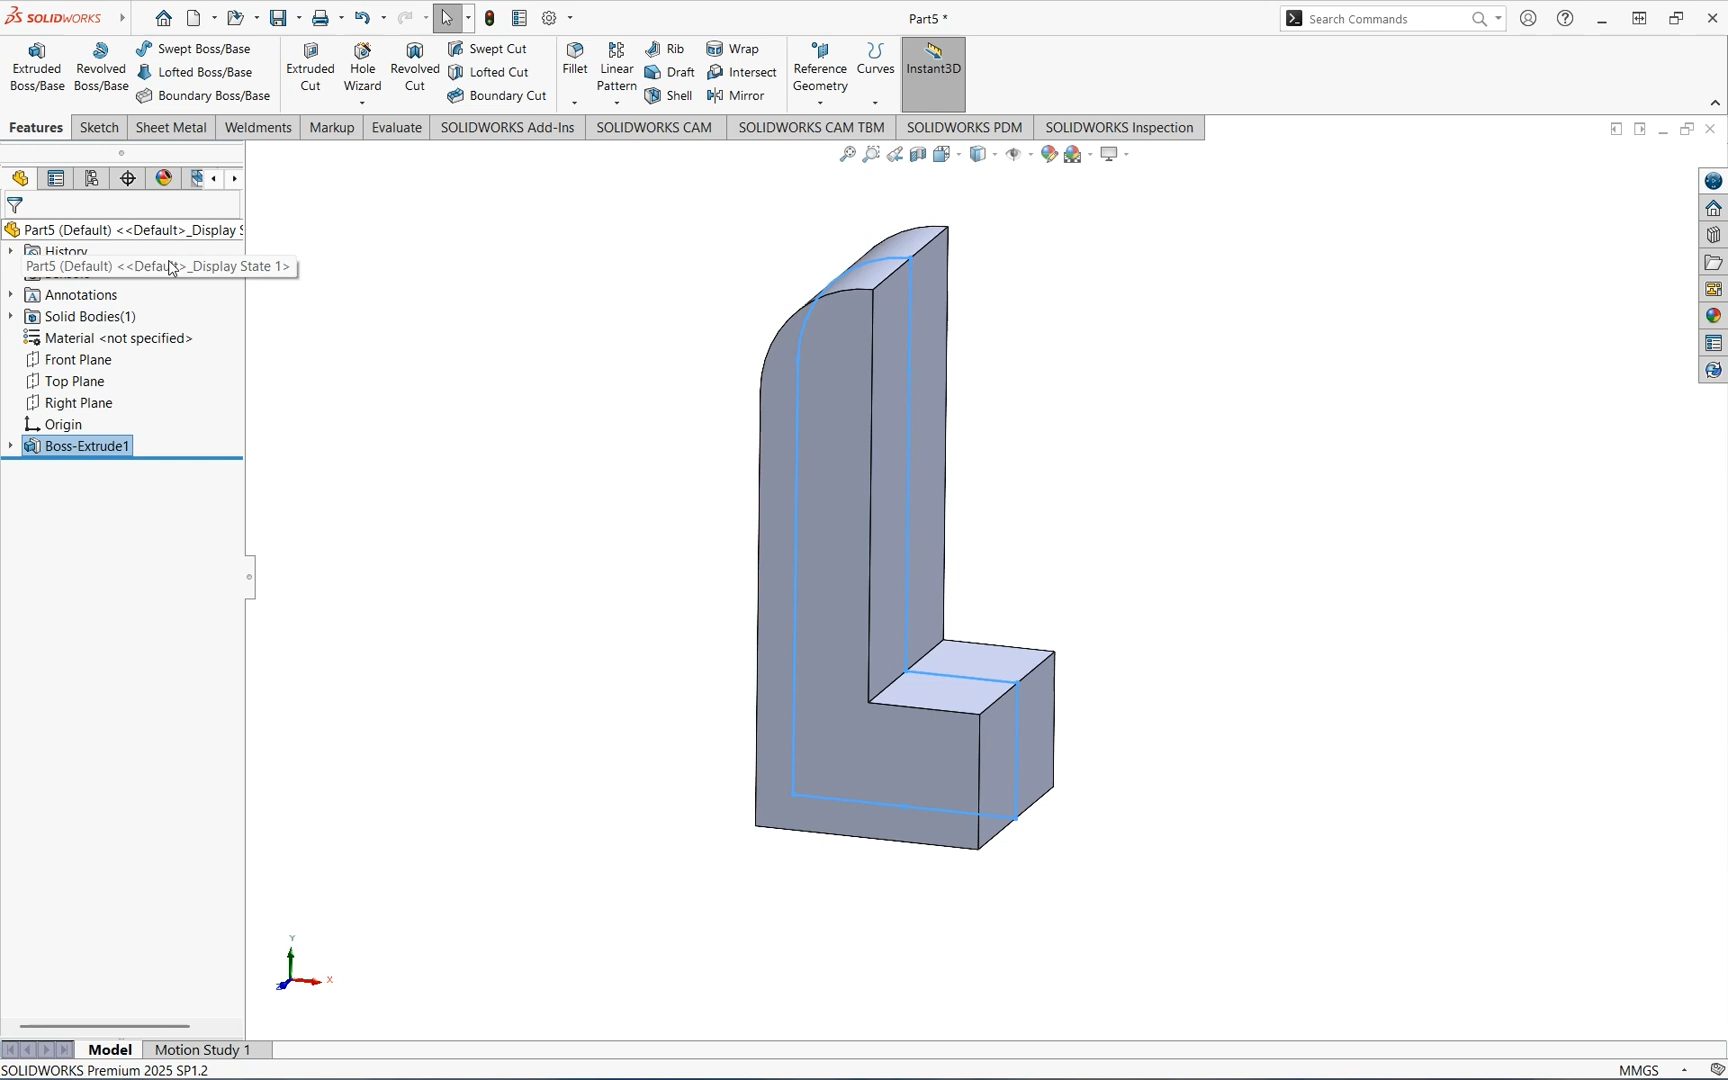 SOLIDWORKS
Part5 *
Search Commands
Extruded Boss/Base
Revolved Boss/Base
Swept Boss/Base
Lofted Boss/Base
Boundary Boss/Base
Extruded Cut
Hole Wizard
Revolved Cut
Swept Cut
Lofted Cut
Boundary Cut
Fillet
Linear Pattern
Rib
Draft
Shell
Wrap
Intersect
Mirror
Reference Geometry
Curves
Instant3D
Features
Sketch
Sheet Metal
Weldments
Markup
Evaluate
SOLIDWORKS Add-Ins
SOLIDWORKS CAM
SOLIDWORKS CAM TBM
SOLIDWORKS PDM
SOLIDWORKS Inspection
Part5 (Default) <<Default>_Display S
History
Part5 (Default) <<Default>_Display State 1>
Annotations
Solid Bodies(1)
Material <not specified>
Front Plane
Top Plane
Right Plane
Origin
Boss-Extrude1
Y
X
Z
Model
Motion Study 1
SOLIDWORKS Premium 2025 SP1.2
MMGS